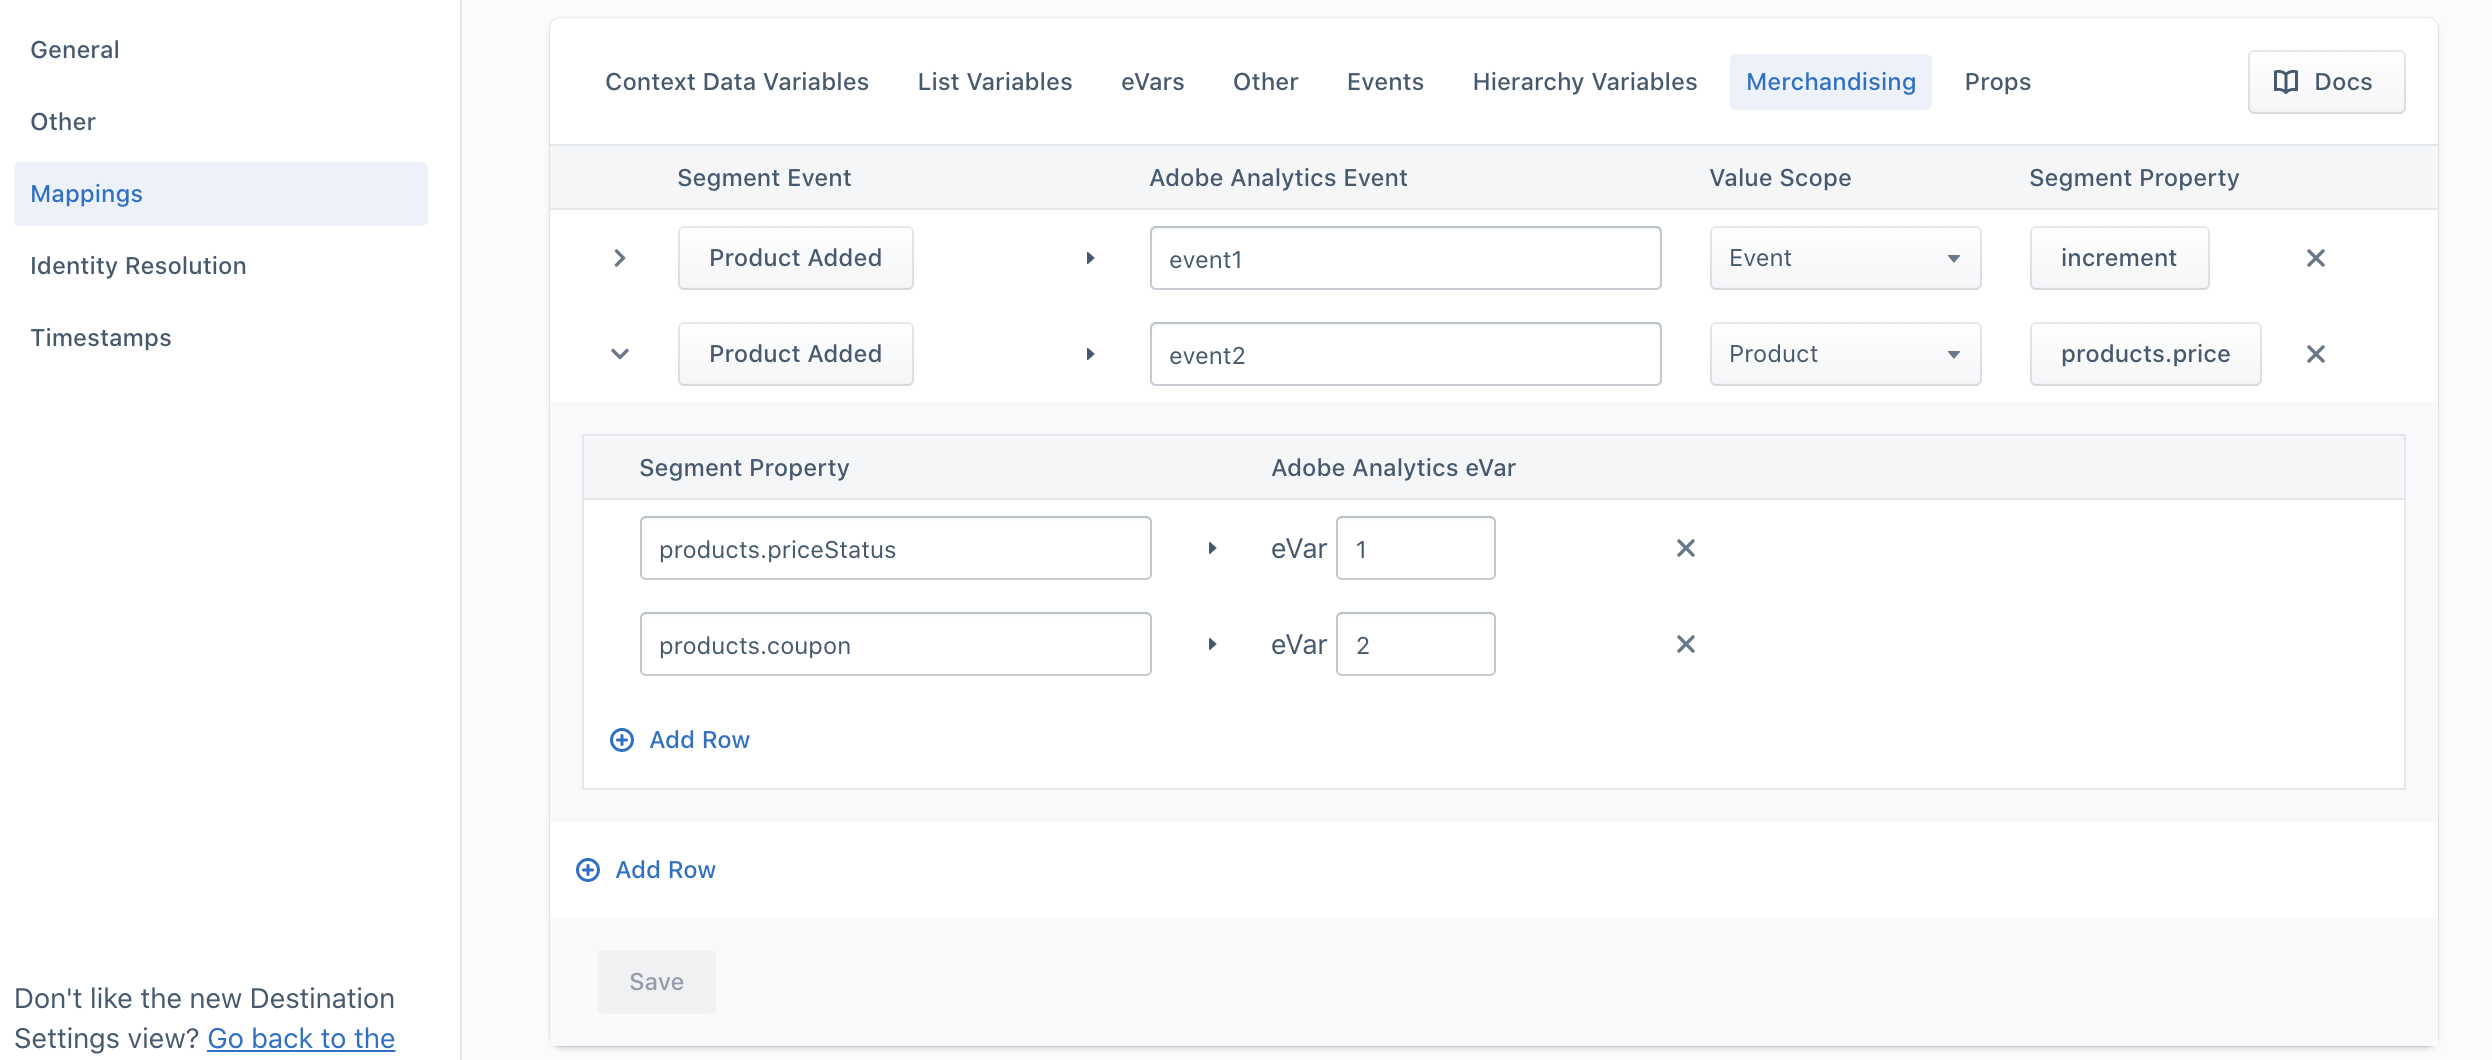 General
Other
Mappings
Identity Resolution
Timestamps
Don't like the new Destination
Settings view? Go back to the
Context Data Variables List Variables eVars Other Events Hierarchy Variables Merchandising Props Docs
Segment Event Adobe Analytics Event Value Scope Segment Property
Product Added event1 Event increment
Product Added event2 Product products.price
Segment Property Adobe Analytics eVar
products.priceStatus eVar 1
products.coupon eVar 2
Add Row
Add Row
Save